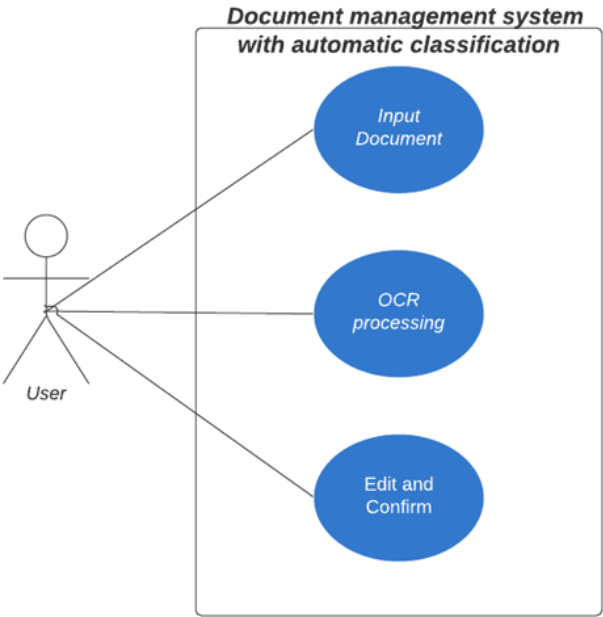 Document management system
with automatic classification
Input
Document
OCR
processing
User
Edit and
Confirm